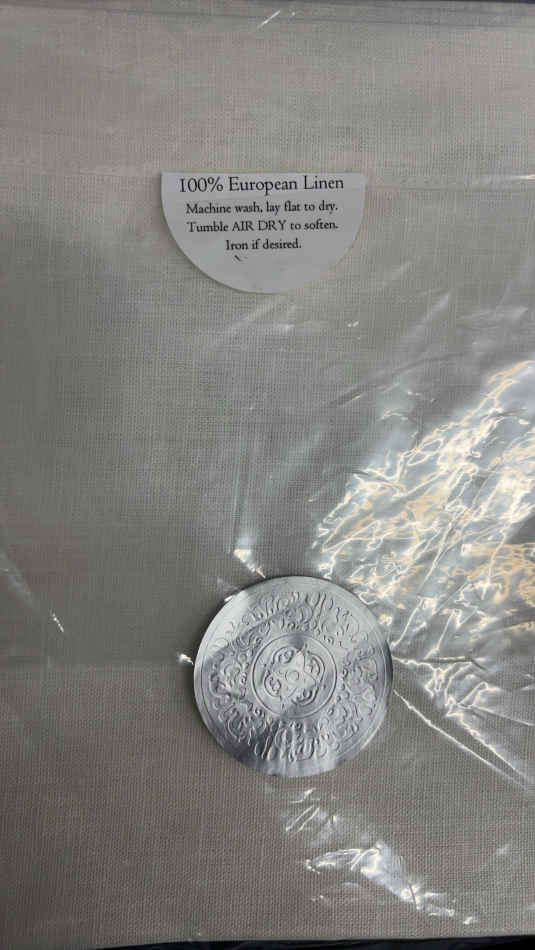 100% European Linen
Machine wash, lay flat to dry.
Tumble AIR DRY to soften.
Iron if desired.